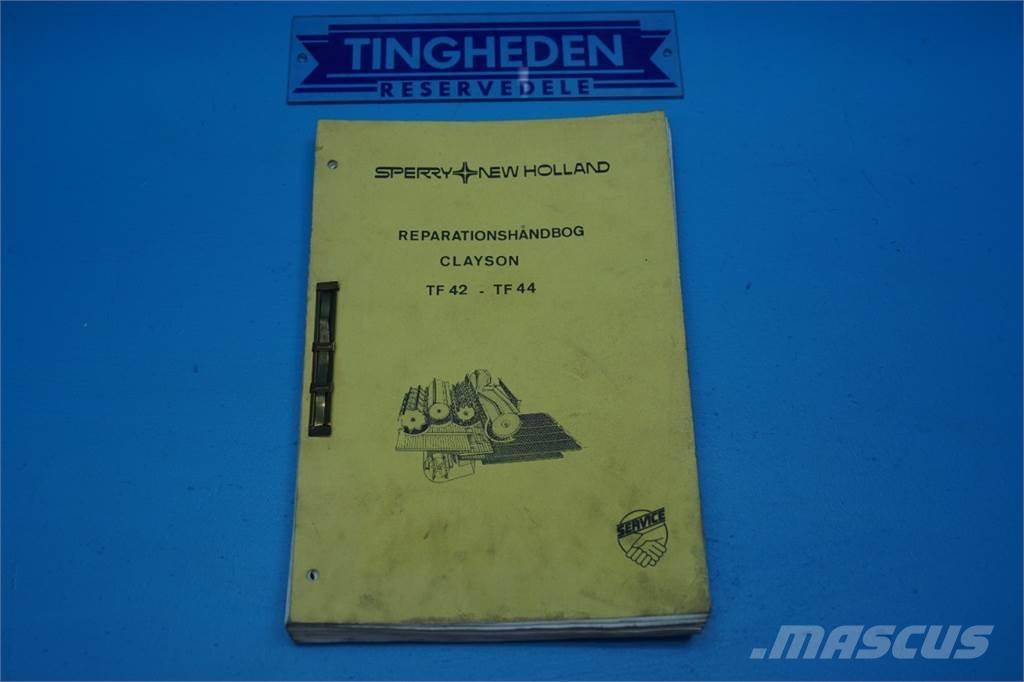 TINGHEDEN
RESERVEDELE
SPERRY NEW HOLLAND
REPARATIONSHÅNDBOG
CLAYSON
TF 42 - TF 44
SERVICE
.MASCUS